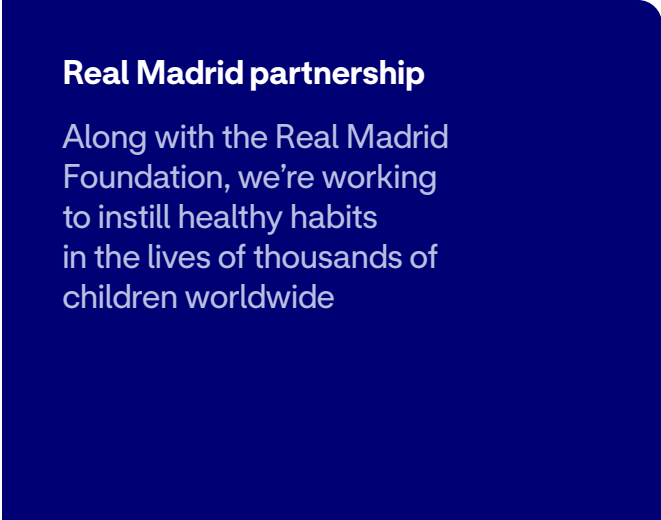 Real Madrid partnership
Along with the Real Madrid
Foundation, we’re working
to instill healthy habits
in the lives of thousands of
children worldwide